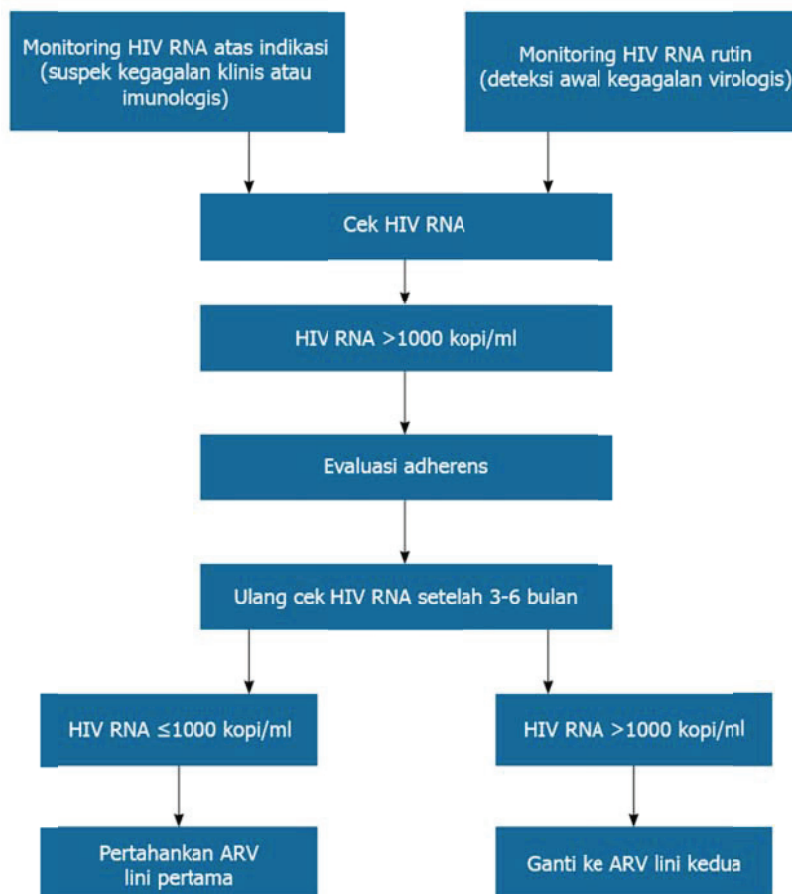 Monitoring HIV RNA atas indikasi
(suspek kegagalan klinis atau
imunologis)
Monitoring HIV RNA rutin
(deteksi awal kegagalan virologis)
Cek HIV RNA
HIV RNA >1000 kopi/ml
Evaluasi adherens
Ulang cek HIV RNA setelah 3-6 bulan
HIV RNA ≤1000 kopi/ml
HIV RNA >1000 kopi/ml
Pertahankan ARV
lini pertama
Ganti ke ARV lini kedua